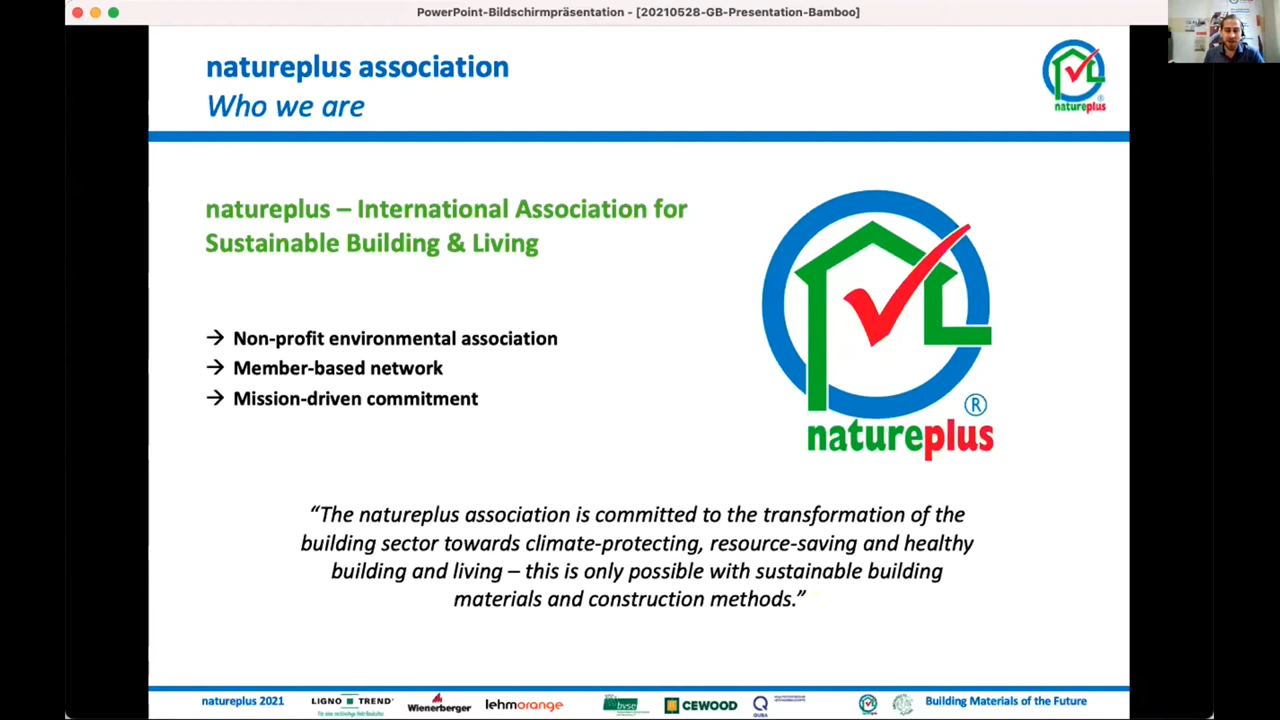 PowerPoint-Bildschirmpräsentation - [20210528-GB-Presentation-Bamboo]
natureplus association
Who we are
®
natureplus
natureplus – International Association for
Sustainable Building & Living
→ Non-profit environmental association
→ Member-based network
→ Mission-driven commitment
®
natureplus
“The natureplus association is committed to the transformation of the
building sector towards climate-protecting, resource-saving and healthy
building and living – this is only possible with sustainable building
materials and construction methods.”
natureplus 2021
LIGNO TREND
Wienerberger
lehmorange
bvse
CEWOOD
QUBA
Building Materials of the Future